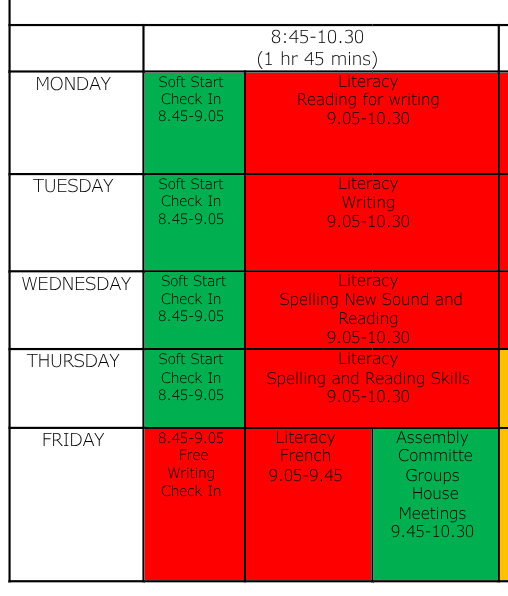 8:45-10.30
(1 hr 45 mins)
MONDAY
Soft Start
Check In
8.45-9.05
Literacy
Reading for writing
9.05-10.30
TUESDAY
Soft Start
Check In
8.45-9.05
Literacy
Writing
9.05-10.30
WEDNESDAY
Soft Start
Check In
8.45-9.05
Literacy
Spelling New Sound and
Reading
9.05-10.30
THURSDAY
Soft Start
Check In
8.45-9.05
Literacy
Spelling and Reading Skills
9.05-10.30
FRIDAY
8.45-9.05
Free
Writing
Check In
Literacy
French
9.05-9.45
Assembly
Committe
Groups
House
Meetings
9.45-10.30